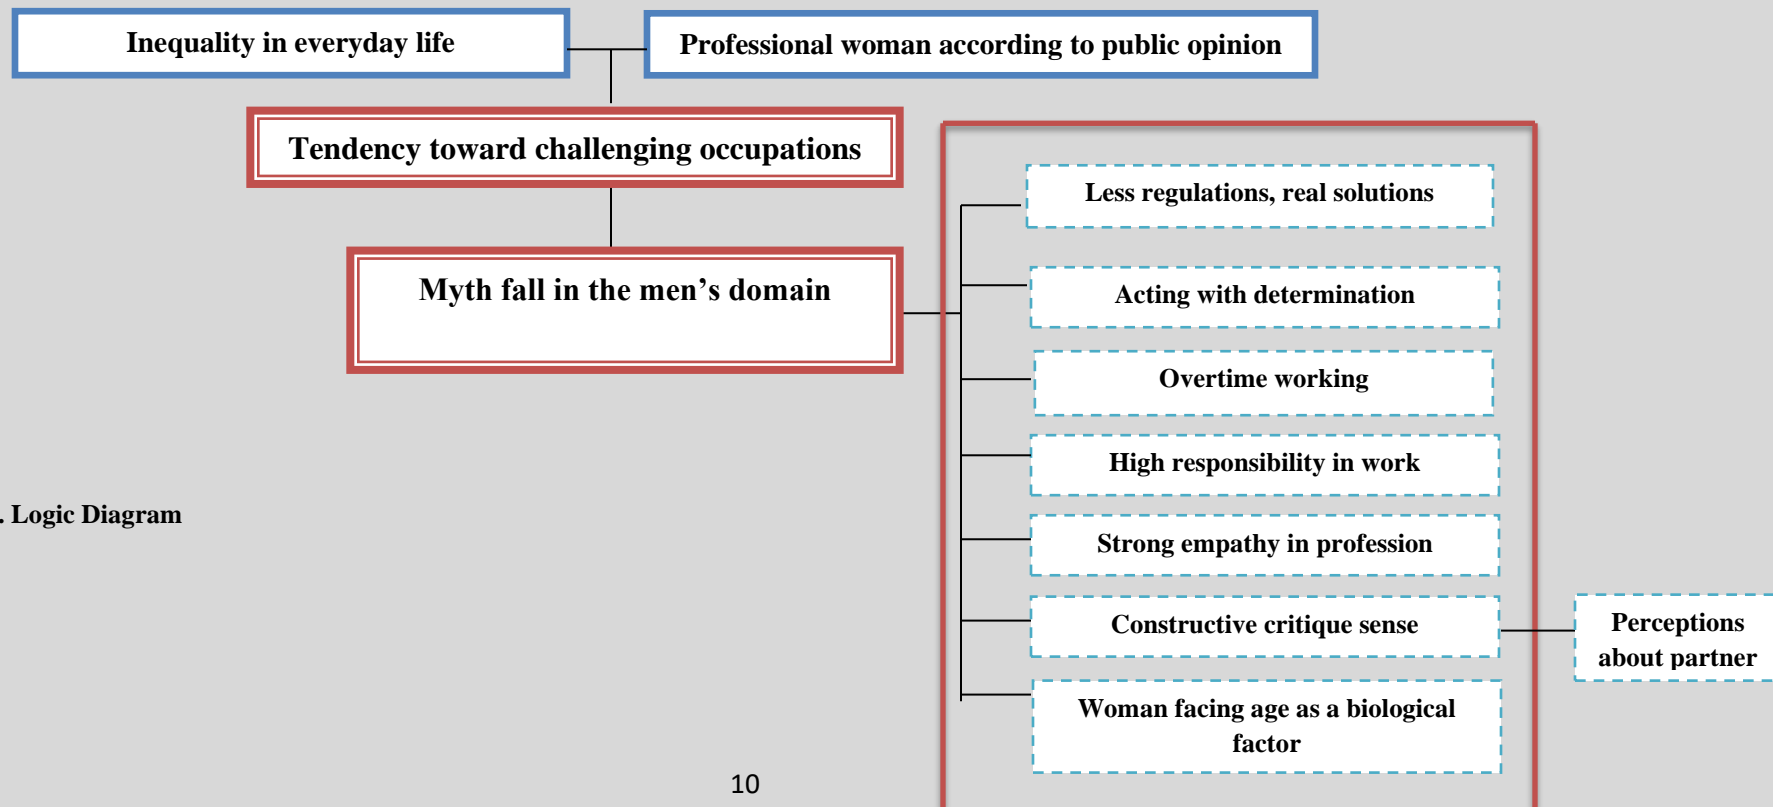 Inequality in everyday life
Professional woman according to public opinion
Tendency toward challenging occupations
Myth fall in the men’s domain
Less regulations, real solutions
Acting with determination
Overtime working
High responsibility in work
. Logic Diagram
Strong empathy in profession
Constructive critique sense
Perceptions
about partner
Woman facing age as a biological
factor
10